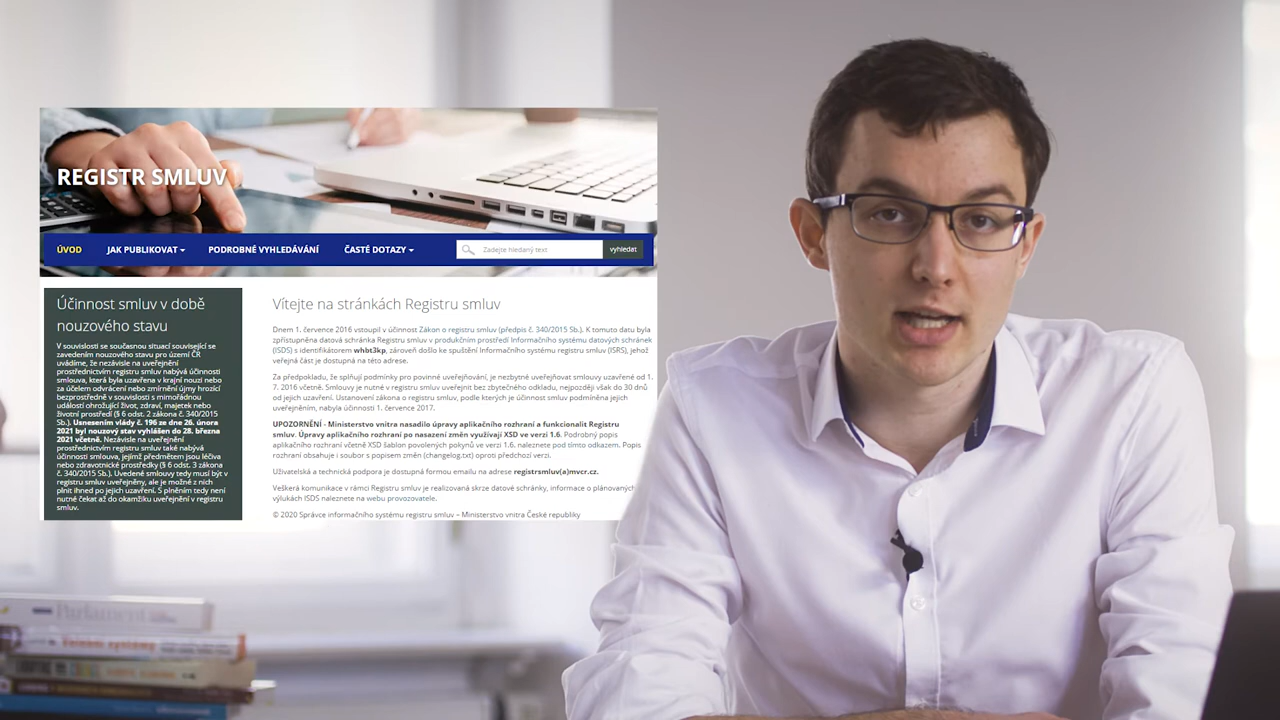 REGISTR SMLUV
ÚVOD JAK PUBLIKOVAT PODROBNÉ VYHLEDÁVÁNÍ ČASTÉ DOTAZY Zadejte hledaný text vyhledat
Účinnost smluv v době
nouzového stavu
V souvislosti se současnou situací související se
zavedením nouzového stavu pro území ČR
uvádíme, že nezávisle na uveřejnění
prostřednictvím registru smluv nabývá účinnosti
smlouva, která byla uzavřena v krajní nouzi nebo
za účelem odvrácení nebo zmírnění újmy hrozící
bezprostředně v souvislosti s mimořádnou
událostí ohrožující život, zdraví, majetek nebo
životní prostředí (§ 6 odst. 2 zákona č. 340/2015
Sb.). Usnesením vlády č. 196 ze dne 26. února
2021 byl nouzový stav vyhlášen do 28. března
2021 včetně. Nezávisle na uveřejnění
prostřednictvím registru smluv také nabývá
účinnosti smlouva, jejímž předmětem jsou léčiva
nebo zdravotnické prostředky (§ 6 odst. 3 zákona
č. 340/2015 Sb.). Uvedené smlouvy tedy musí být v
registru smluv uveřejněny, ale je možné z nich
plnit ihned po jejich uzavření. S plněním tedy není
nutné čekat až do okamžiku uveřejnění v registru
smluv.
Vítejte na stránkách Registru smluv
Dnem 1. července 2016 vstoupil v účinnost Zákon o registru smluv (předpis č. 340/2015 Sb.). K tomuto datu byla
zpřístupněna datová schránka Registru smluv v produkčním prostředí Informačního systému datových schránek
(ISDS) s identifikátorem whbt3kp, zároveň došlo ke spuštění Informačního systému registru smluv (ISRS), jehož
veřejná část je dostupná na této adrese.
Za předpokladu, že splňují podmínky pro povinné uveřejňování, je nezbytné uveřejňovat smlouvy uzavřené od 1.
7. 2016 včetně. Smlouvy je nutné v registru smluv uveřejnit bez zbytečného odkladu, nejpozději však do 30 dnů
od jejich uzavření. Ustanovení zákona o registru smluv, podle kterých je účinnost smluv podmíněna jejich
uveřejněním, nabyla účinnosti 1. července 2017.
UPOZORNĚNÍ - Ministerstvo vnitra nasadilo úpravy aplikačního rozhraní a funkcionalit Registru
smluv. Úpravy aplikačního rozhraní po nasazení změn využívají XSD ve verzi 1.6. Podrobný popis
aplikačního rozhraní včetně XSD šablon povolených pokynů ve verzi 1.6. naleznete pod tímto odkazem. Popis
rozhraní obsahuje i soubor s popisem změn (changelog.txt) oproti předchozí verzi.
Uživatelská a technická podpora je dostupná formou emailu na adrese registrsmluv(a)mvcr.cz.
Veškerá komunikace v rámci Registru smluv je realizovaná skrze datové schránky, informace o plánovaných
výlukách ISDS naleznete na webu provozovatele.
© 2020 Správce informačního systému registru smluv – Ministerstvo vnitra České republiky
Parlament
Volební systémy